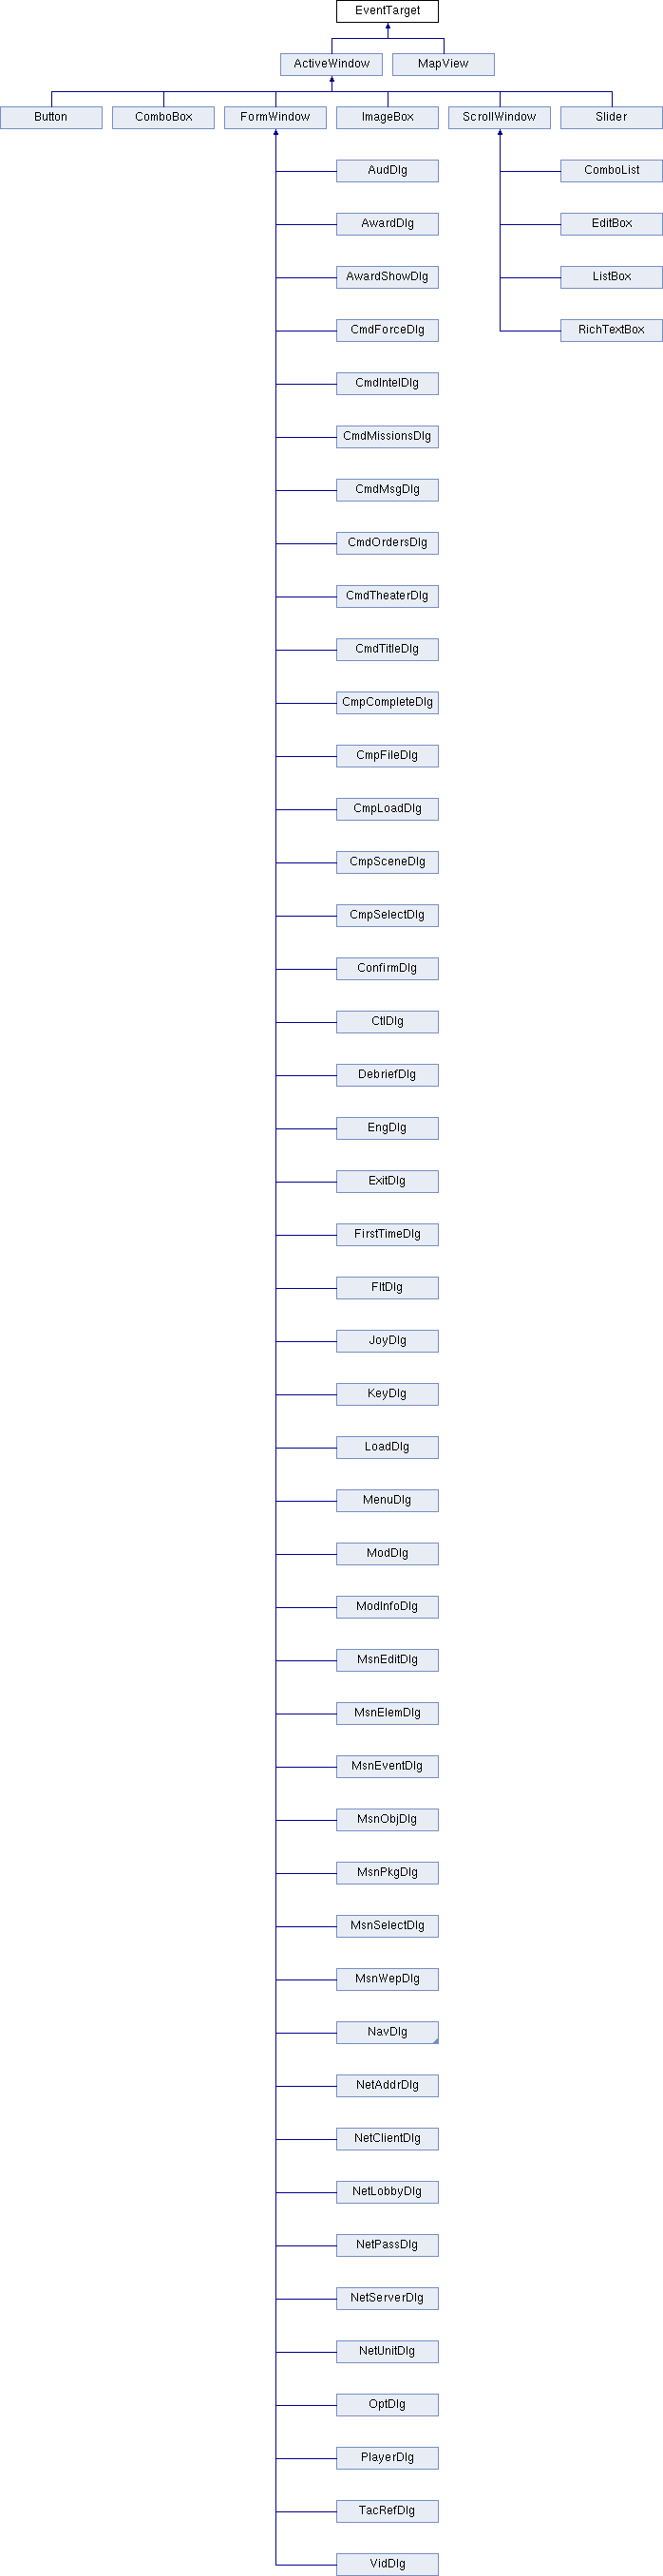 EventTarget
ActiveWindow
MapView
Button
ComboBox
FormWindow
ImageBox
ScrollWindow
Slider
AudDlg
ComboList
AwardDlg
EditBox
AwardShowDlg
ListBox
CmdForceDlg
RichTextBox
CmdIntelDlg
CmdMissionsDlg
CmdMsgDlg
CmdOrdersDlg
CmdTheaterDlg
CmdTitleDlg
CmpCompleteDlg
CmpFileDlg
CmpLoadDlg
CmpSceneDlg
CmpSelectDlg
ConfirmDlg
CtlDlg
DebriefDlg
EngDlg
ExitDlg
FirstTimeDlg
FltDlg
JoyDlg
KeyDlg
LoadDlg
MenuDlg
ModDlg
ModInfoDlg
MsnEditDlg
MsnElemDlg
MsnEventDlg
MsnObjDlg
MsnPkgDlg
MsnSelectDlg
MsnWepDlg
NavDlg
NetAddrDlg
NetClientDlg
NetLobbyDlg
NetPassDlg
NetServerDlg
NetUnitDlg
OptDlg
PlayerDlg
TacRefDlg
VidDlg